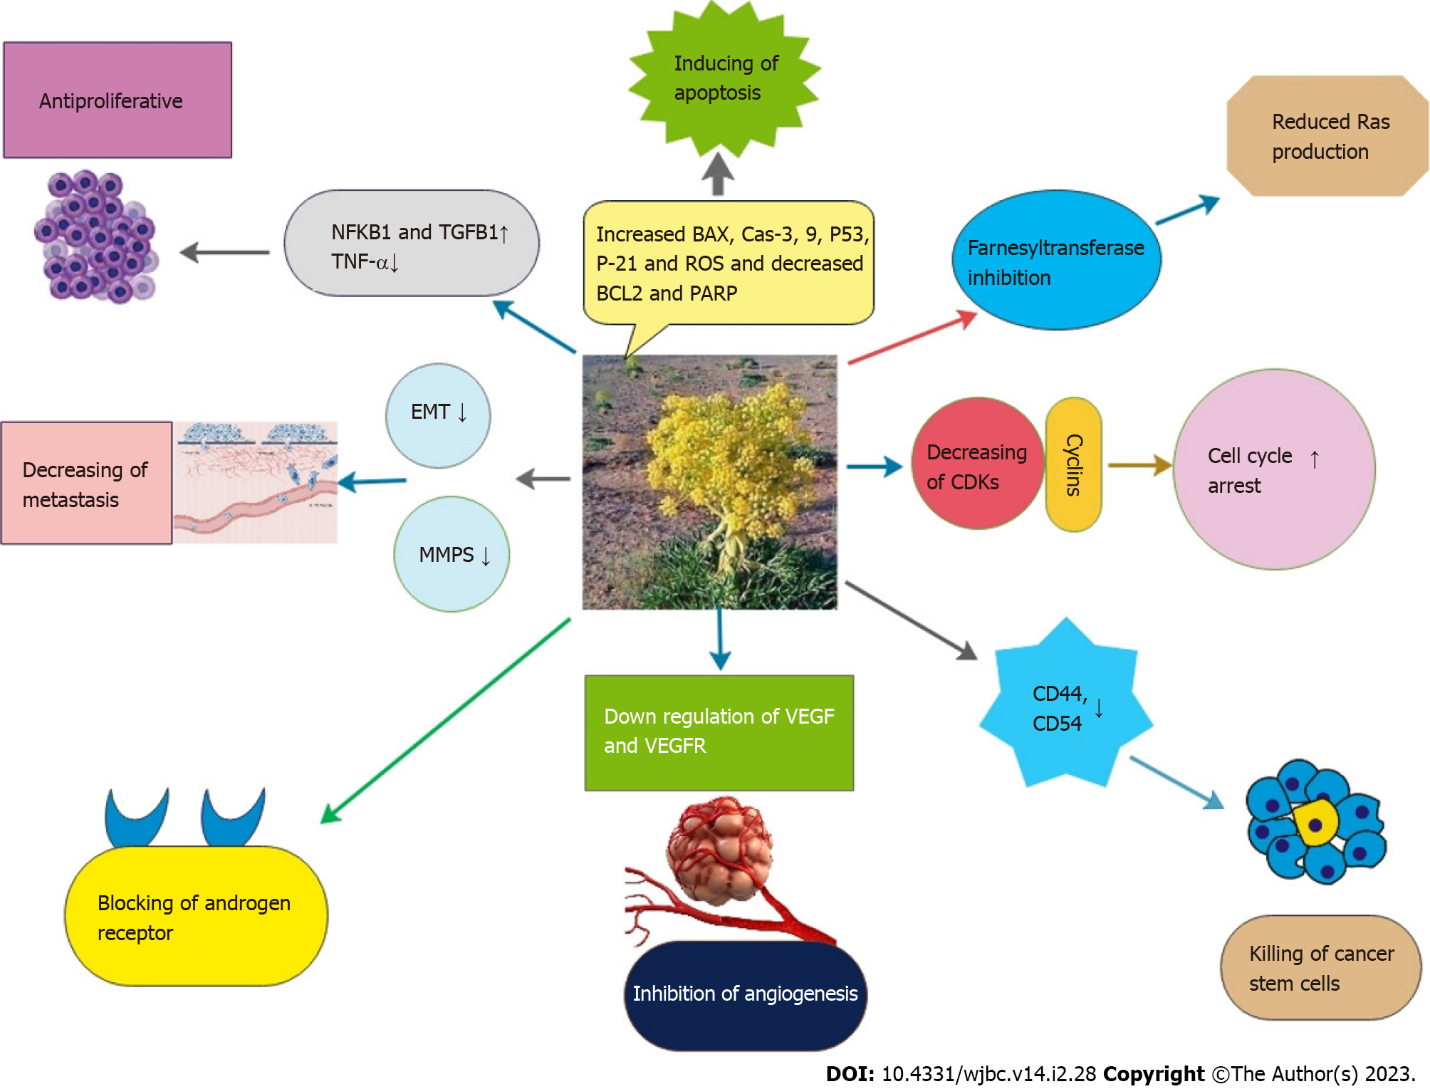 Inducing of
apoptosis
Antiproliferative
Reduced Ras
production
NFKB1 and TGFB1↑
TNF-α↓
Increased BAX, Cas-3, 9, P53,
P-21 and ROS and decreased
BCL2 and PARP
Farnesyltransferase
inhibition
EMT ↓
Decreasing of
metastasis
MMPS ↓
Decreasing
of CDKs
Cyclins
Cell cycle ↑
arrest
CD44,
CD54 ↓
Down regulation of VEGF
and VEGFR
Blocking of androgen
receptor
Inhibition of angiogenesis
Killing of cancer
stem cells
DOI: 10.4331/wjbc.v14.i2.28 Copyright ©The Author(s) 2023.